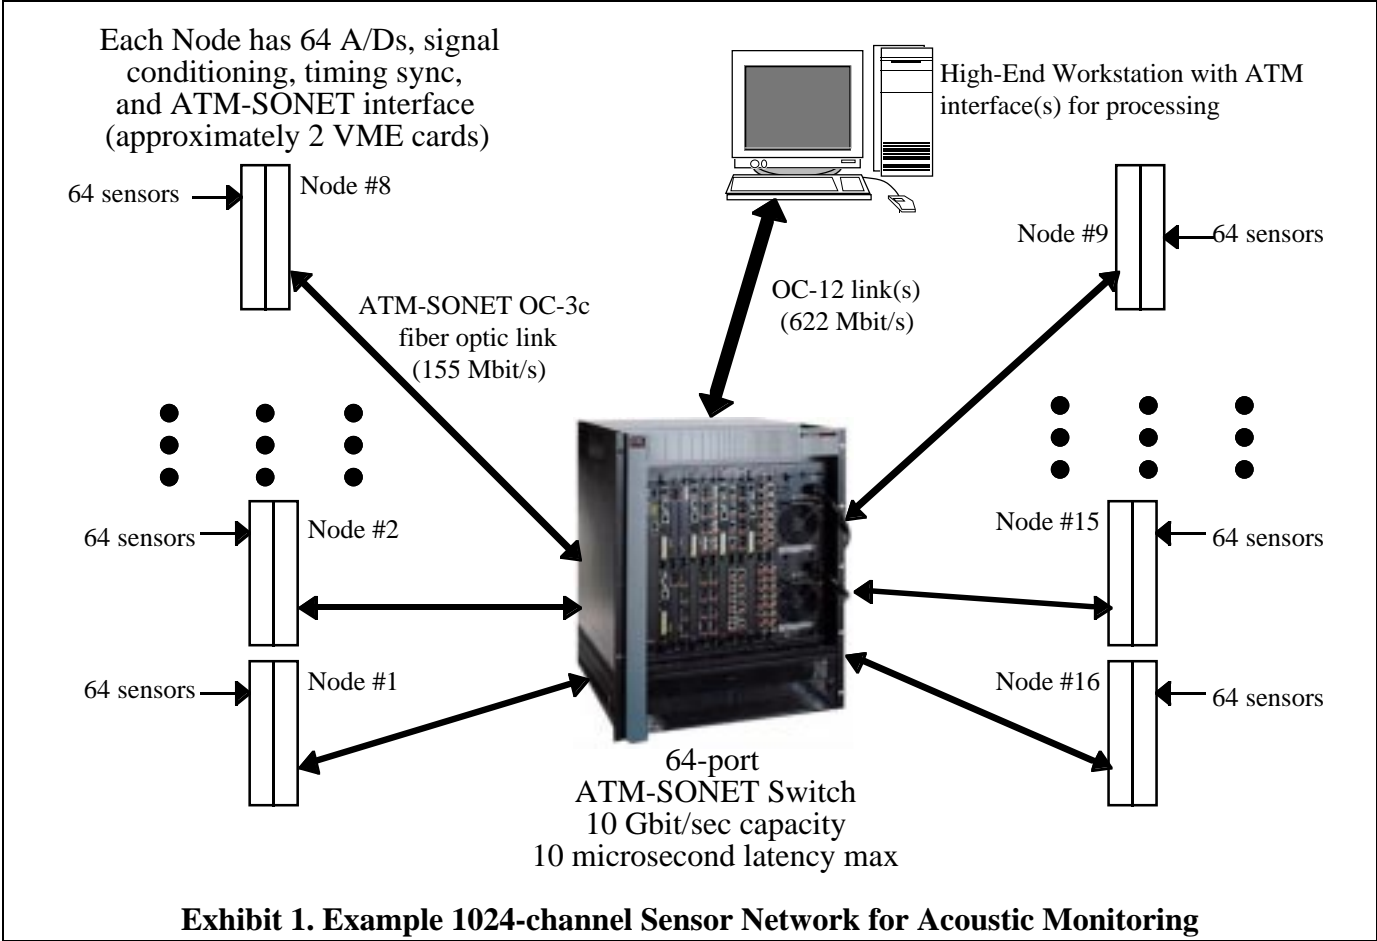 Each Node has 64 A/Ds, signal
conditioning, timing sync,
and ATM-SONET interface
(approximately 2 VME cards)
High-End Workstation with ATM
interface(s) for processing
64 sensors
Node #8
Node #9
64 sensors
ATM-SONET OC-3c
fiber optic link
(155 Mbit/s)
OC-12 link(s)
(622 Mbit/s)
64 sensors
Node #2
Node #15
64 sensors
64 sensors
Node #1
Node #16
64 sensors
64-port
ATM-SONET Switch
10 Gbit/sec capacity
10 microsecond latency max
Exhibit 1. Example 1024-channel Sensor Network for Acoustic Monitoring